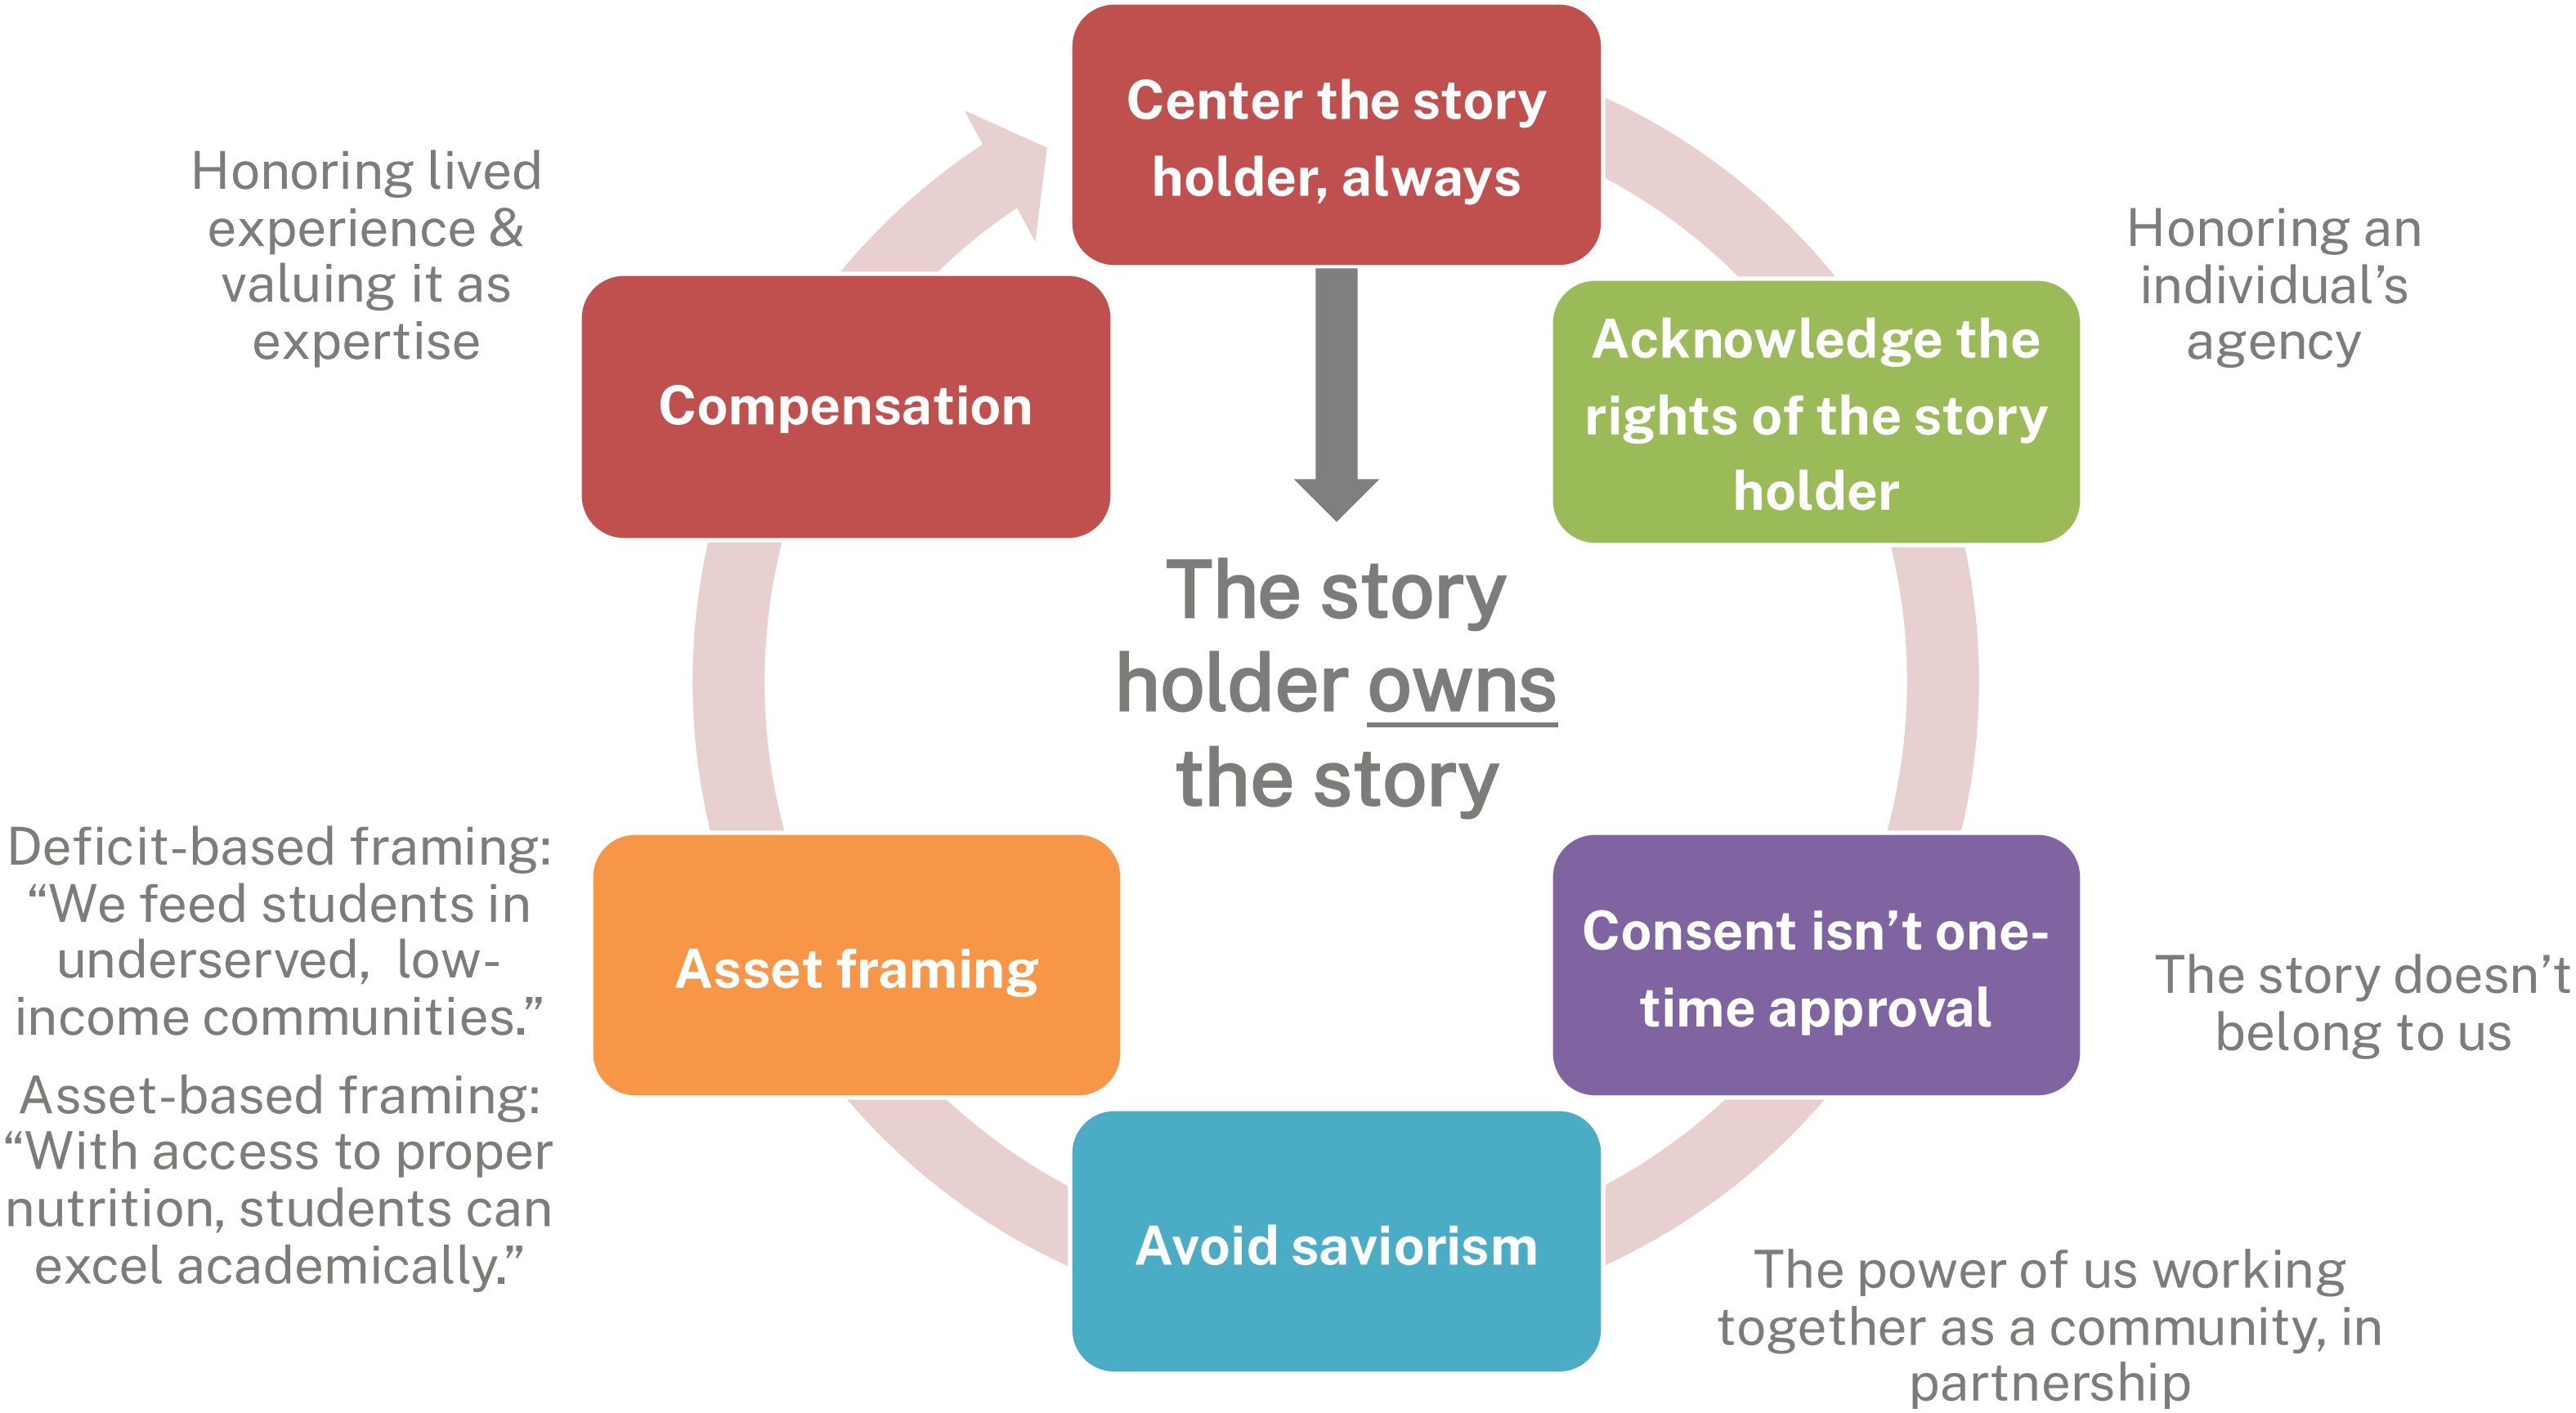 Center the story
holder, always
Honoring an
individual’s
agency
Acknowledge the
rights of the story
holder
Consent isn’t one-
time approval
The story doesn’t
belong to us
Avoid saviorism
The power of us working
together as a community, in
partnership
Asset framing
Deficit-based framing:
“We feed students in
underserved,  low-
income communities.”
Asset-based framing:
“With access to proper
nutrition, students can
excel academically.”
Compensation
Honoring lived
experience &
valuing it as
expertise
The story
holder owns
the story